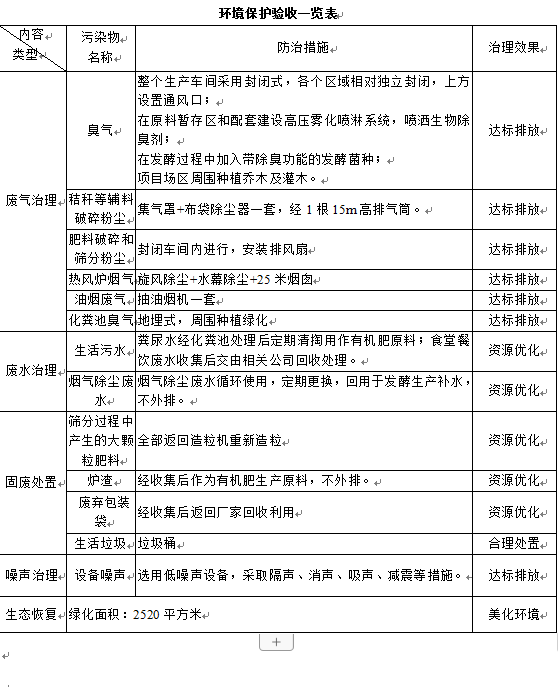 环境保护验收一览表
内容
类型
污染物
名称
防治措施
治理效果
废气治理
臭气
整个生产车间采用封闭式，各个区域相对独立封闭，上方
设置通风口；
在原料暂存区和配套建设高压雾化喷淋系统，喷洒生物除
臭剂；
在发酵过程中加入带除臭功能的发酵菌种；
项目场区周围种植乔木及灌木。
达标排放
秸秆等辅料
破碎粉尘
集气罩+布袋除尘器一套，经 1 根 15m高排气筒。
达标排放
肥料破碎和
筛分粉尘
封闭车间内进行，安装排风扇
达标排放
热风炉烟气
旋风除尘+水幕除尘+25 米烟囱
达标排放
油烟废气
抽油烟机一套
达标排放
化粪池臭气
地埋式，周围种植绿化
达标排放
废水治理
生活污水
粪尿水经化粪池处理后定期清掏用作有机肥原料；食堂餐
饮废水收集后交由相关公司回收处理。
资源优化
烟气除尘废
水
烟气除尘废水循环使用，定期更换，回用于发酵生产补水，
不外排。
资源优化
固废处置
筛分过程中
产生的大颗
粒肥料
全部返回造粒机重新造粒
资源优化
炉渣
经收集后作为有机肥生产原料，不外排。
资源优化
废弃包装
袋
经收集后返回厂家回收利用
资源优化
生活垃圾
垃圾桶
合理处置
噪声治理
设备噪声
选用低噪声设备，采取隔声、消声、吸声、减震等措施。
达标排放
生态恢复
绿化面积：2520 平方米
美化环境